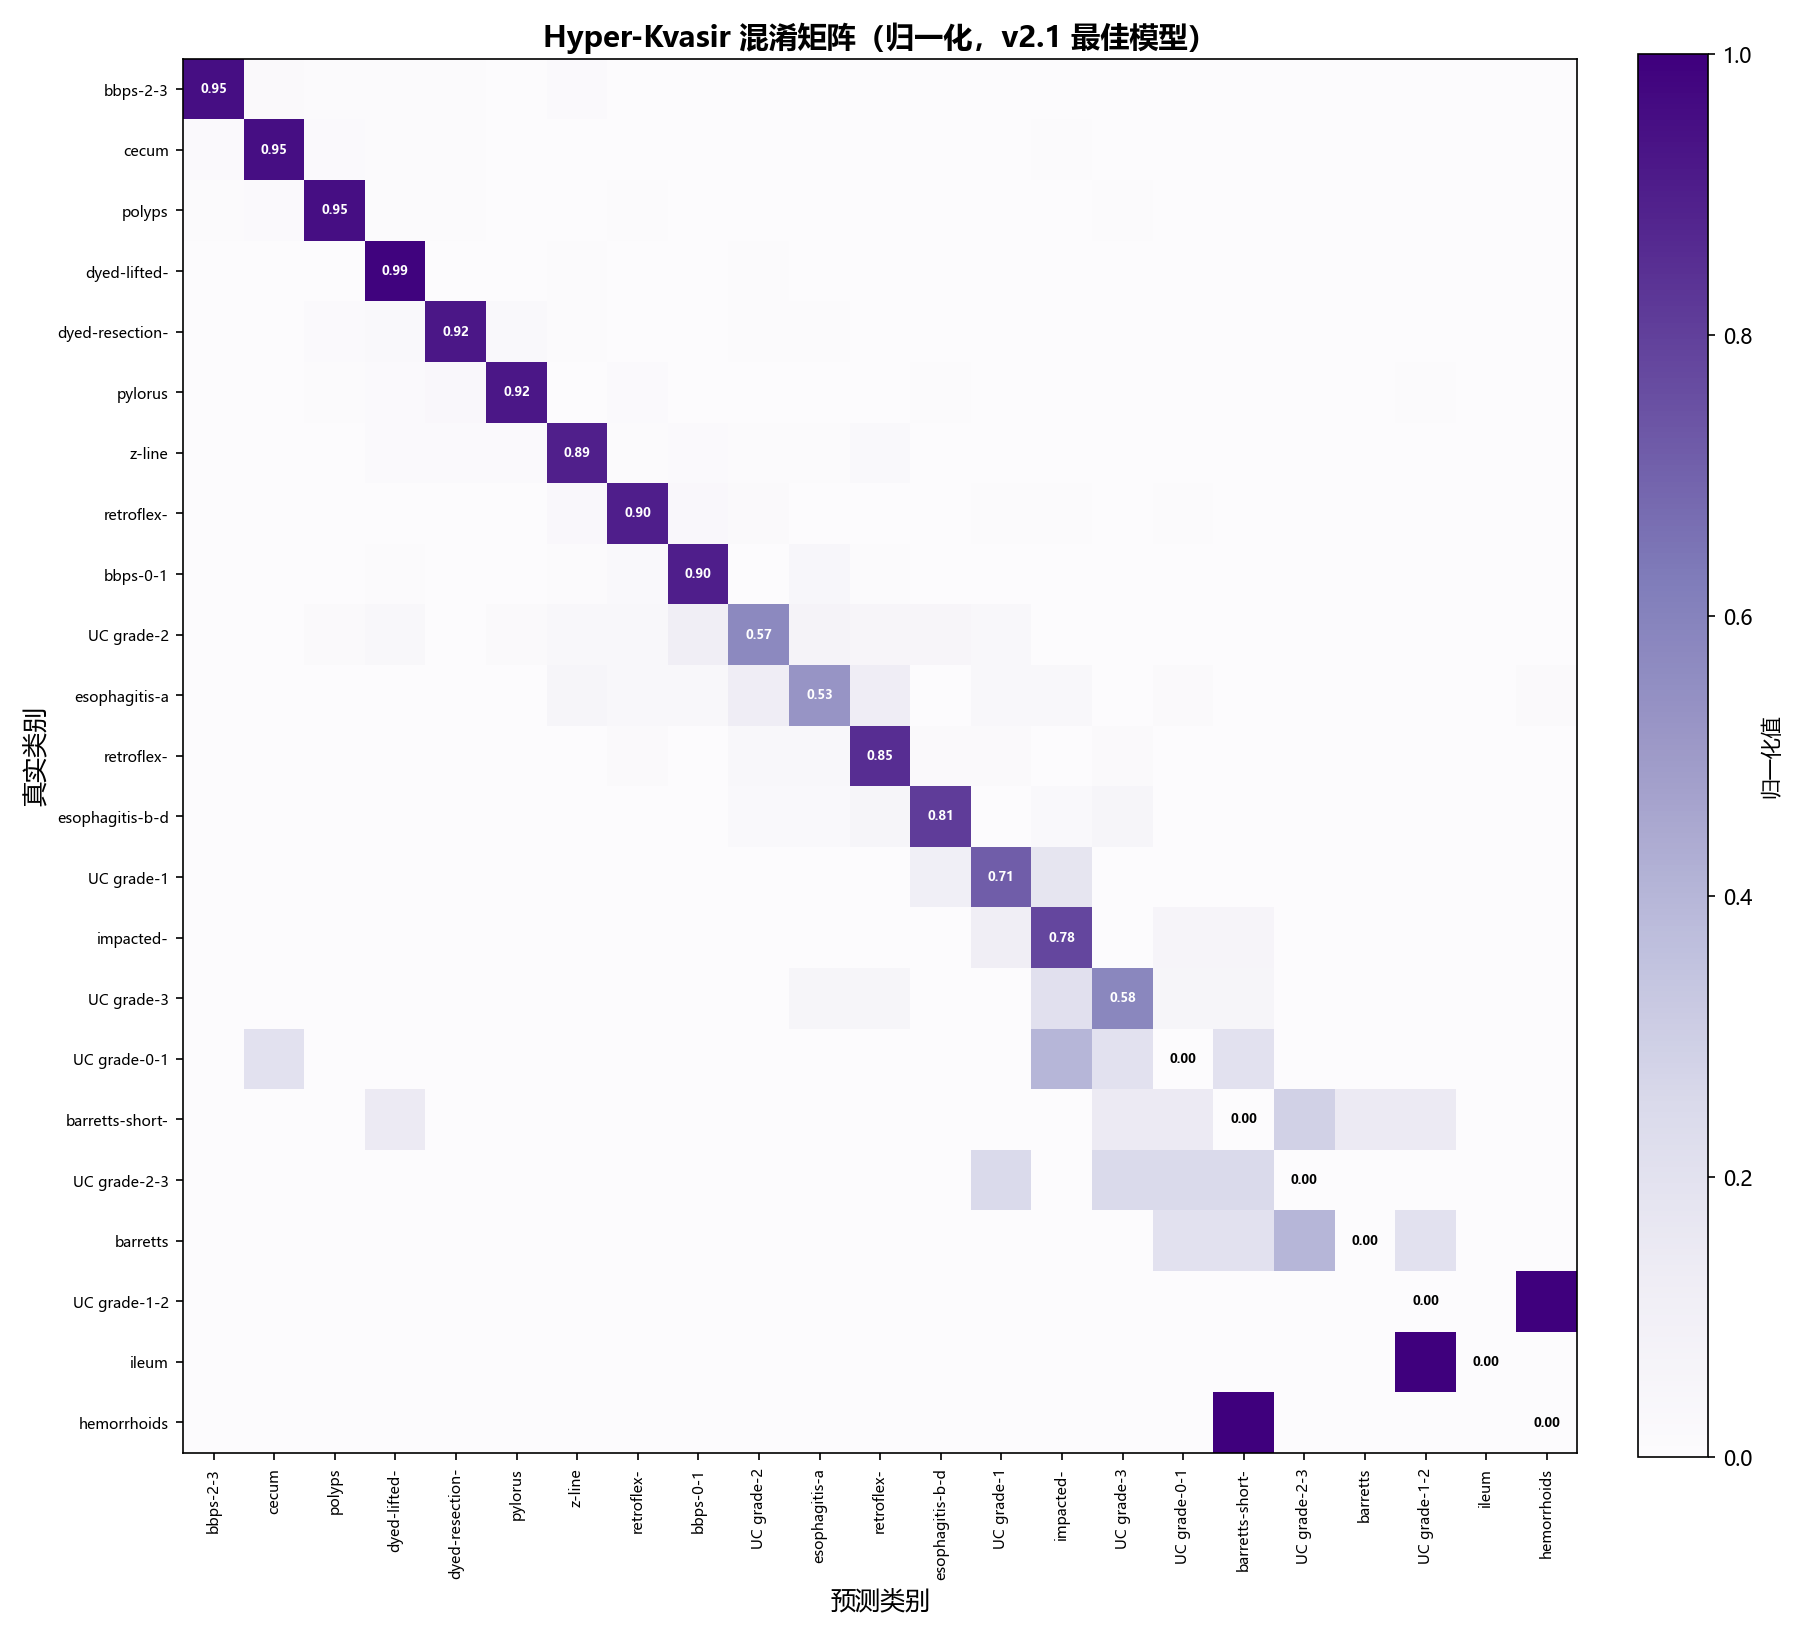 Hyper-Kvasir 混淆矩阵（归一化，v2.1 最佳模型）
真实类别
bbps-2-3
cecum
polyps
dyed-lifted-
dyed-resection-
pylorus
z-line
retroflex-
bbps-0-1
UC grade-2
esophagitis-a
retroflex-
esophagitis-b-d
UC grade-1
impacted-
UC grade-3
UC grade-0-1
barretts-short-
UC grade-2-3
barretts
UC grade-1-2
ileum
hemorrhoids
0.95
0.95
0.95
0.99
0.92
0.92
0.89
0.90
0.90
0.57
0.53
0.85
0.81
0.71
0.78
0.58
0.00
0.00
0.00
0.00
0.00
0.00
0.00
bbps-2-3
cecum
polyps
dyed-lifted-
dyed-resection-
pylorus
z-line
retroflex-
bbps-0-1
UC grade-2
esophagitis-a
retroflex-
esophagitis-b-d
UC grade-1
impacted-
UC grade-3
UC grade-0-1
barretts-short-
UC grade-2-3
barretts
UC grade-1-2
ileum
hemorrhoids
预测类别
1.0
0.8
0.6
0.4
0.2
0.0
归一化值